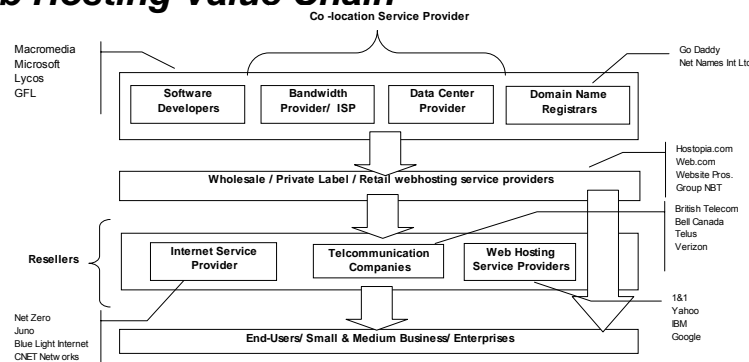 b Hosting Value Chain
Co -location Service Provider
Macromedia
Microsoft
Lycos
GFL
Go Daddy
Net Names Int Ltd
Software
Developers
Bandwidth
Provider/ ISP
Data Center
Provider
Domain Name
Registrars
Hostopia.com
Web.com
Website Pros.
Group NBT
Wholesale / Private Label / Retail webhosting service providers
British Telecom
Bell Canada
Telus
Verizon
Resellers
Internet Service
Provider
Telcommunication
Companies
Web Hosting
Service Providers
1&1
Yahoo
IBM
Google
Net Zero
Juno
Blue Light Internet
CNET Networks
End-Users/ Small & Medium Business/ Enterprises